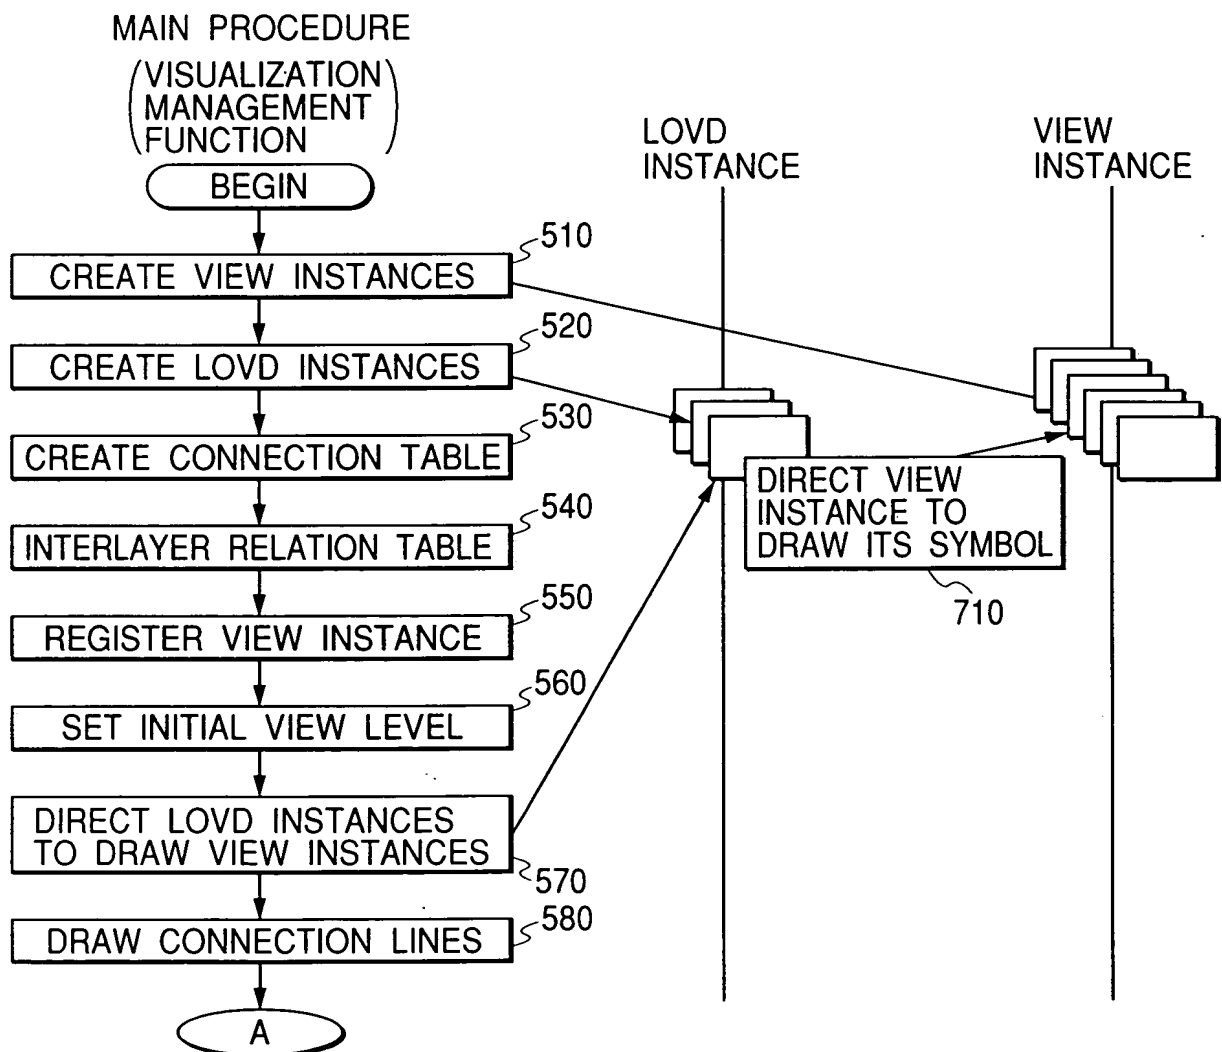 MAIN PROCEDURE
(VISUALIZATION
MANAGEMENT
FUNCTION)
BEGIN
LOVD
INSTANCE
VIEW
INSTANCE
510
CREATE VIEW INSTANCES
520
CREATE LOVD INSTANCES
530
CREATE CONNECTION TABLE
540
INTERLAYER RELATION TABLE
550
REGISTER VIEW INSTANCE
560
SET INITIAL VIEW LEVEL
DIRECT LOVD INSTANCES
TO DRAW VIEW INSTANCES
570
580
DRAW CONNECTION LINES
A
DIRECT VIEW
INSTANCE TO
DRAW ITS SYMBOL
710